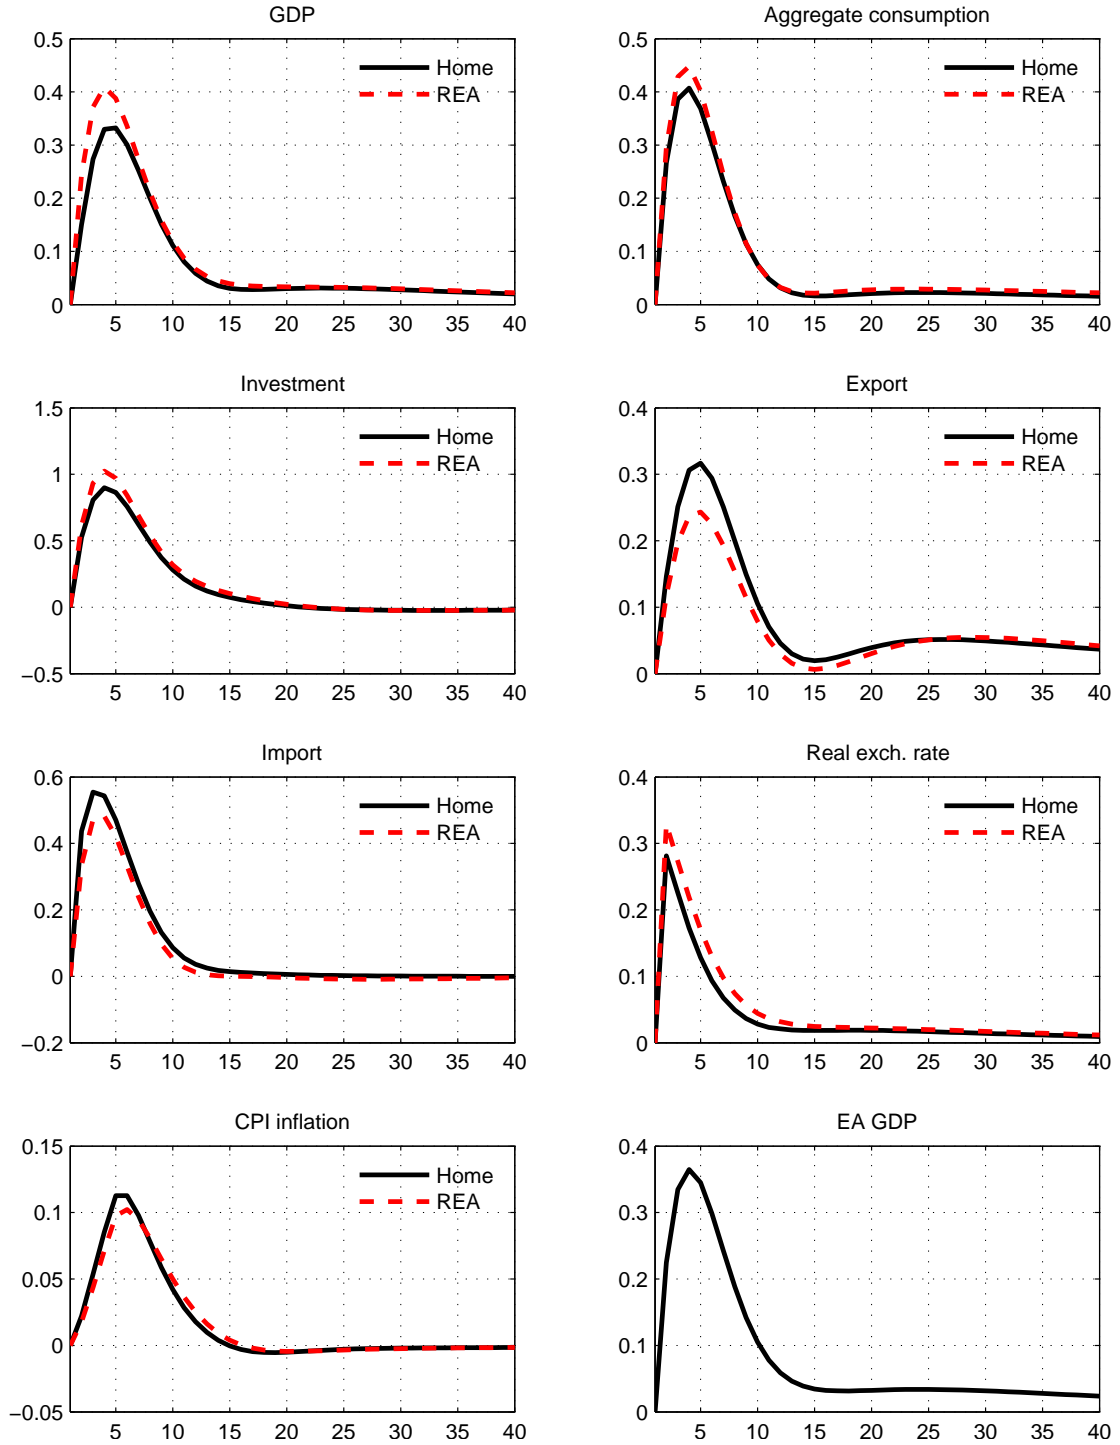 GDP
0.5
0.4
0.3
0.2
0.1
0
5 10 15 20 25 30 35 40
Home
REA
Aggregate consumption
0.5
0.4
0.3
0.2
0.1
0
5 10 15 20 25 30 35 40
Home
REA
Investment
1.5
1
0.5
0
−0.5
5 10 15 20 25 30 35 40
Home
REA
Export
0.4
0.3
0.2
0.1
0
5 10 15 20 25 30 35 40
Home
REA
Import
0.6
0.4
0.2
0
−0.2
5 10 15 20 25 30 35 40
Home
REA
Real exch. rate
0.4
0.3
0.2
0.1
0
5 10 15 20 25 30 35 40
Home
REA
CPI inflation
0.15
0.1
0.05
0
−0.05
5 10 15 20 25 30 35 40
Home
REA
EA GDP
0.4
0.3
0.2
0.1
0
5 10 15 20 25 30 35 40